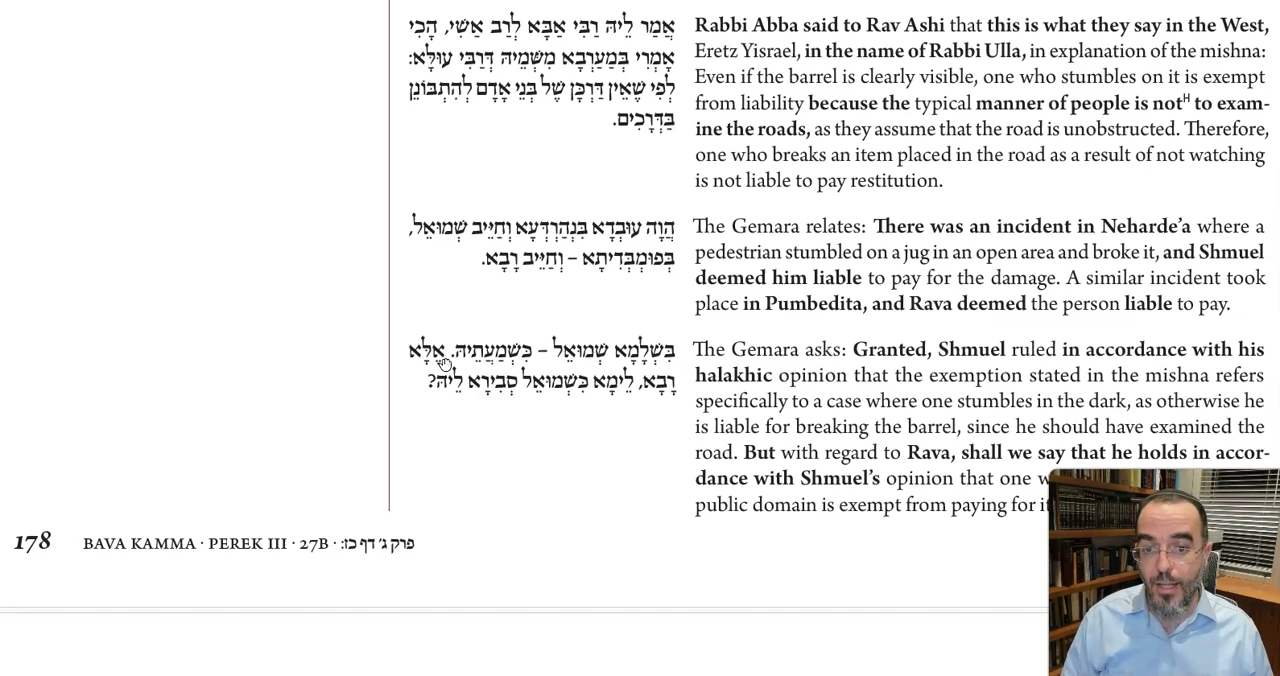 אֲמַר לֵיהּ רַבִּי אַבָּא לְרַב אַשִׁי, הָכִי
אָמְרִי בְּמַעְרְבָא מִשְּׁמֵיהּ דְּרַבִּי עוּלָּא:
לְפִי שֶׁאֵין דַּרְכָּן שֶׁל בְּנֵי אָדָם לְהִתְבּוֹנֵן
בַּדְּרָכִים.
Rabbi Abba said to Rav Ashi that this is what they say in the West,
Eretz Yisrael, in the name of Rabbi Ulla, in explanation of the mishna:
Even if the barrel is clearly visible, one who stumbles on it is exempt
from liability because the typical manner of people is notH to exam-
ine the roads, as they assume that the road is unobstructed. Therefore,
one who breaks an item placed in the road as a result of not watching
is not liable to pay restitution.
הֲוָה עוּבְדָא בִּנְהַרְדְּעָא וְחַיֵּיב שְׁמוּאֵל,
בְּפוּמְבְּדִיתָא – וְחַיֵּיב רָבָא.
The Gemara relates: There was an incident in Neharde'a where a
pedestrian stumbled on a jug in an open area and broke it, and Shmuel
deemed him liable to pay for the damage. A similar incident took
place in Pumbedita, and Rava deemed the person liable to pay.
בִּשְׁלָמָא שְׁמוּאֵל – כִּשְׁמַעְתֵיהּ. אֶלָּא
רָבָא, לֵימָא כִּשְׁמוּאֵל סְבִירָא לֵיהּ?
The Gemara asks: Granted, Shmuel ruled in accordance with his
halakhic opinion that the exemption stated in the mishna refers
specifically to a case where one stumbles in the dark, as otherwise he
is liable for breaking the barrel, since he should have examined the
road. But with regard to Rava, shall we say that he holds in accor-
dance with Shmuel's opinion that one
public domain is exempt from paying for
178 BAVA KAMMA · PEREK III · 27B · פרק ג׳ דף כז: